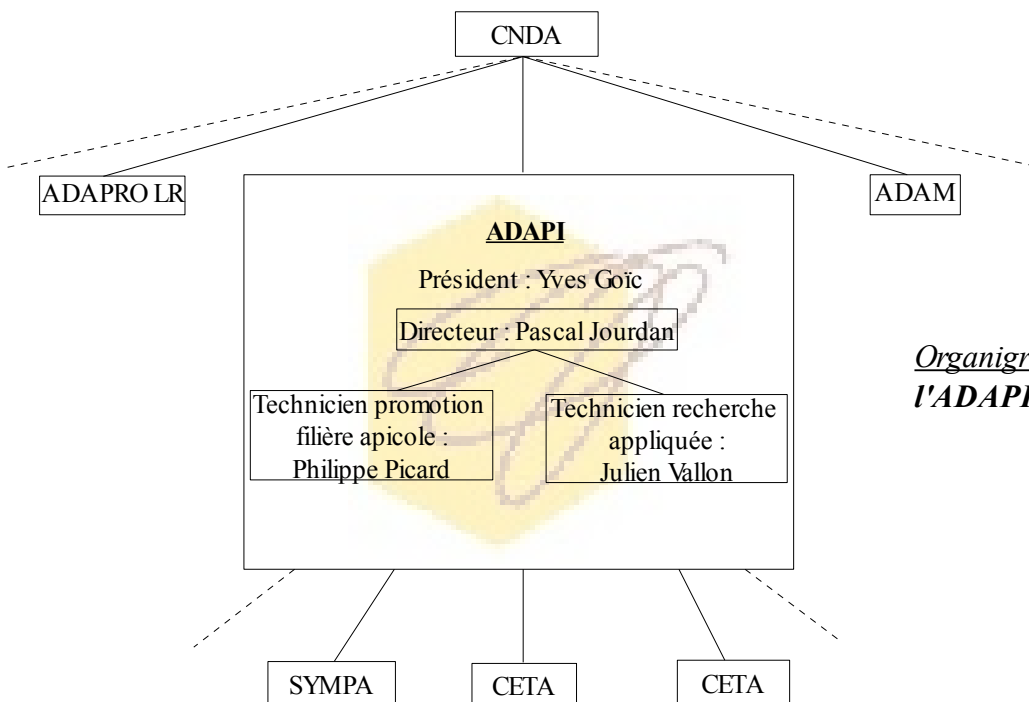 CNDA
ADAPRO LR
ADAM
ADAPI
Président : Yves Goïc
Directeur : Pascal Jourdan
Technicien promotion
filière apicole :
Philippe Picard
Technicien recherche
appliquée :
Julien Vallon
l'ADAPI
SYMPA
CETA
CETA